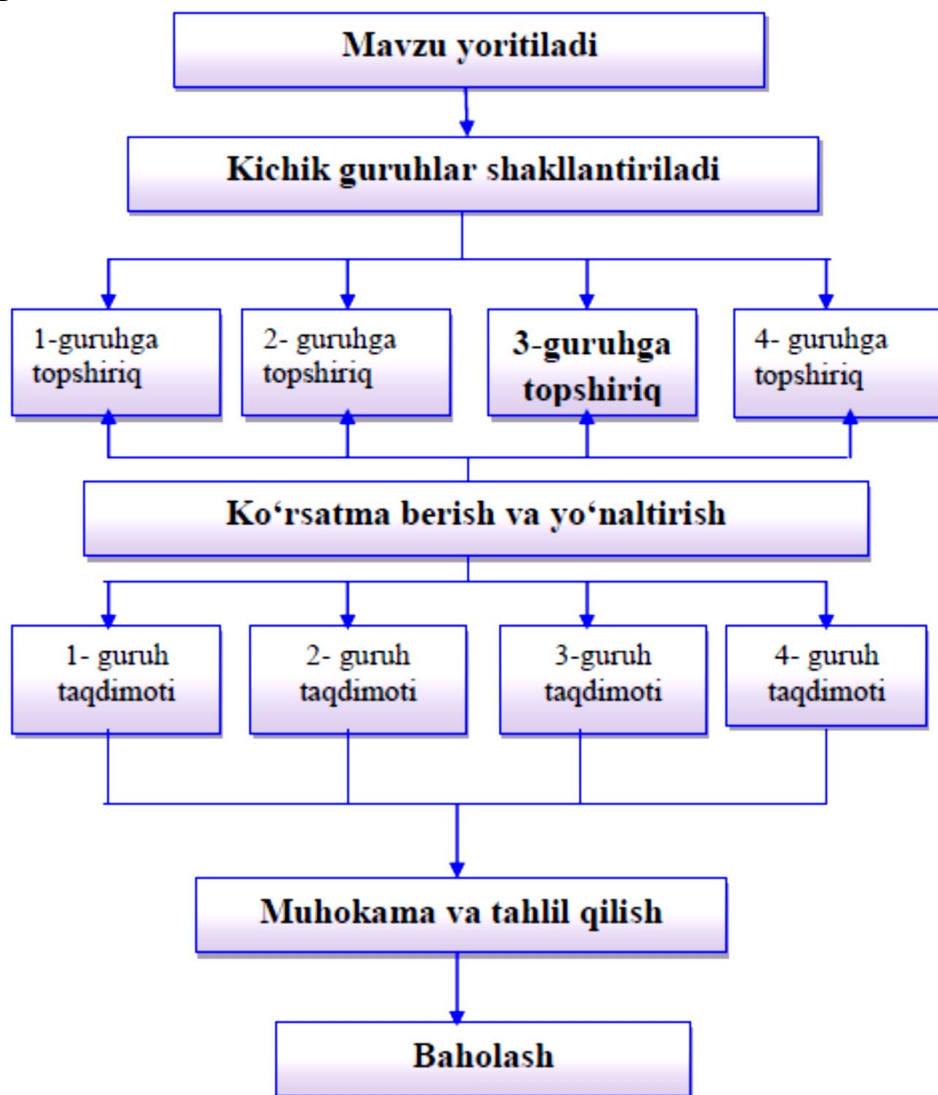 Mavzu yoritiladi
Kichik guruhlar shakllantiriladi
1-guruhga
topshiriq
2- guruhga
topshiriq
3-guruhga
topshiriq
4- guruhga
topshiriq
Ko‘rsatma berish va yo‘naltirish
1- guruh
taqdimoti
2- guruh
taqdimoti
3-guruh
taqdimoti
4- guruh
taqdimoti
Muhokama va tahlil qilish
Baholash